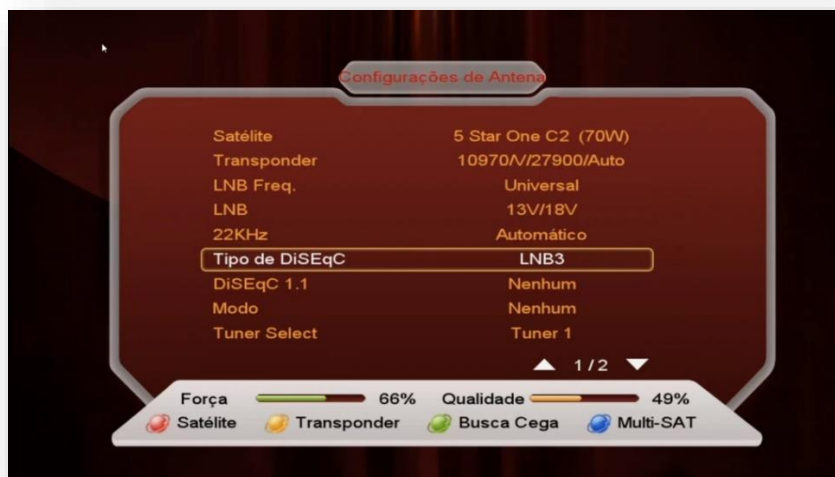 Configurações de Antena
Satélite 5 Star One C2 (70W)
Transponder 10970/V/27900/Auto
LNB Freq. Universal
LNB 13V/18V
22KHz Automático
Tipo de DiSEqC LNB3
DiSEqC 1.1 Nenhum
Modo Nenhum
Tuner Select Tuner 1
1/2
Força 66% Qualidade 49%
Satélite Transponder Busca Cega Multi-SAT